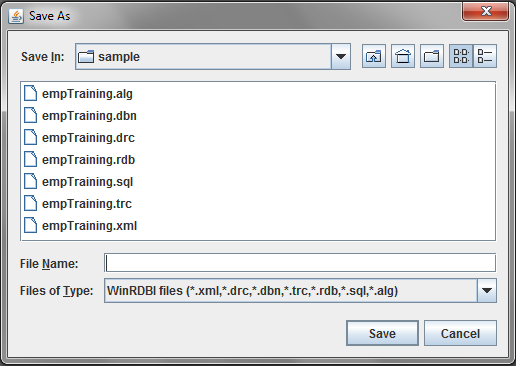 Save As
Save In: sample
empTraining.alg
empTraining.dbn
empTraining.drc
empTraining.rdb
empTraining.sql
empTraining.trc
empTraining.xml
File Name:
Files of Type: WinRDBI files (*.xml,*.drc,*.dbn,*.trc,*.rdb,*.sql,*.alg)
Save Cancel